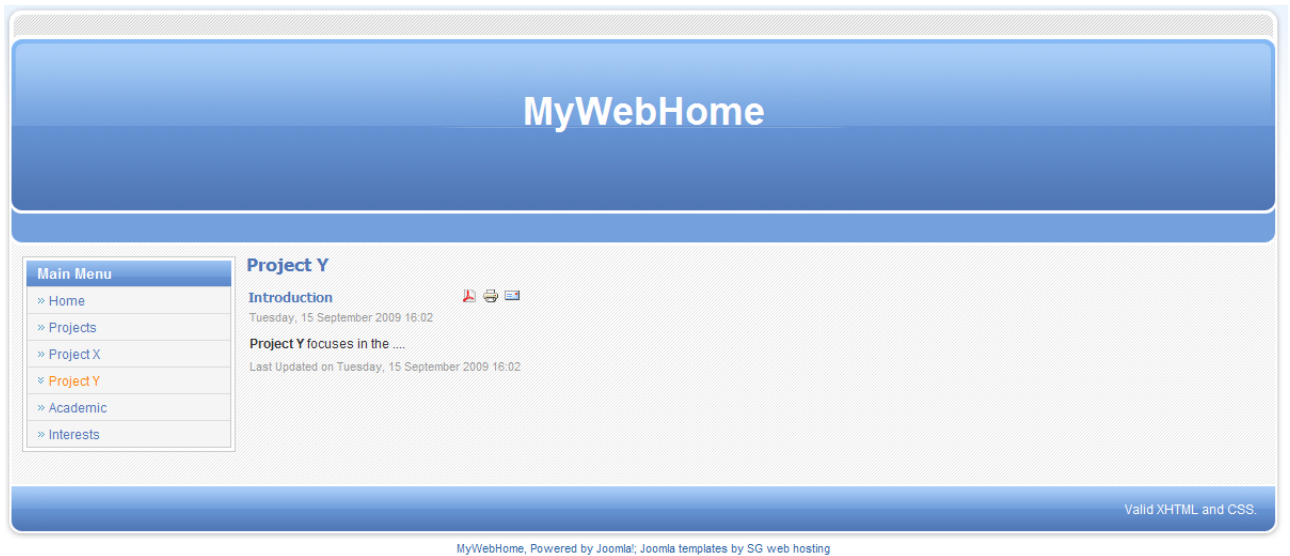 MyWebHome
Main Menu
» Home
» Projects
» Project X
» Project Y
» Academic
» Interests
Project Y
Introduction
Tuesday, 15 September 2009 16:02
Project Y focuses in the ....
Last Updated on Tuesday, 15 September 2009 16:02
Valid XHTML and CSS.
MyWebHome, Powered by Joomla!; Joomla templates by SG web hosting